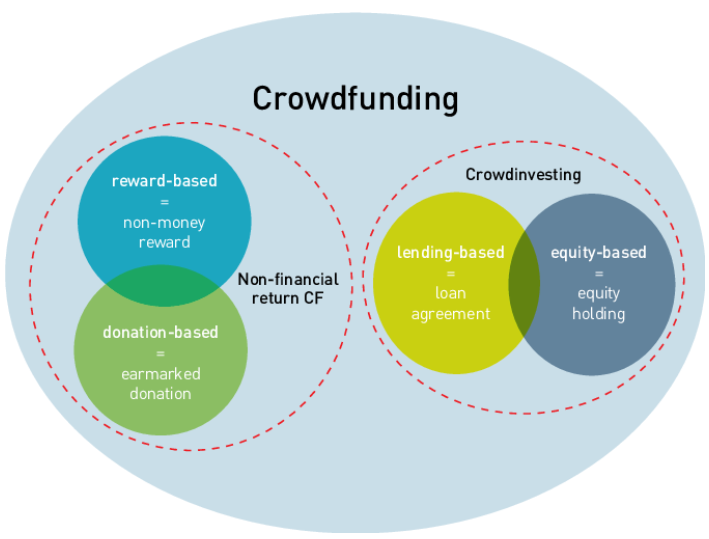 Crowdfunding
reward-based
=
non-money
reward
donation-based
=
earmarked
donation
Non-financial
return CF
Crowdinvesting
lending-based
=
loan
agreement
equity-based
=
equity
holding